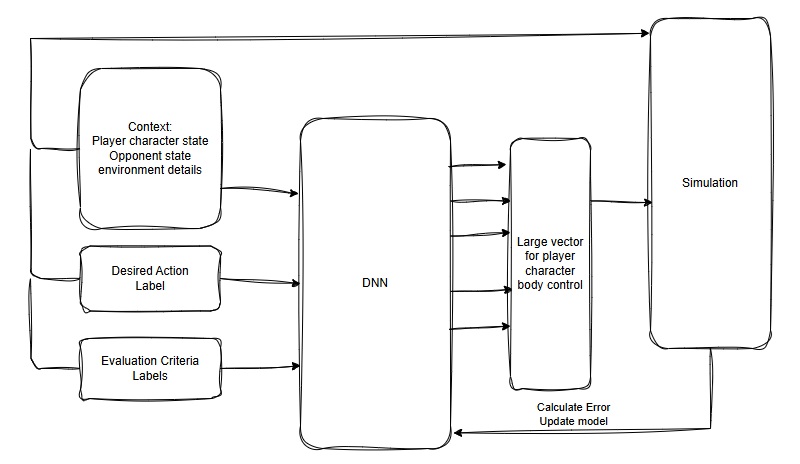 Context:
Player character state
Opponent state
environment details
Desired Action
Label
Evaluation Criteria
Labels
DNN
Large vector
for player
character
body control
Simulation
Calculate Error
Update model